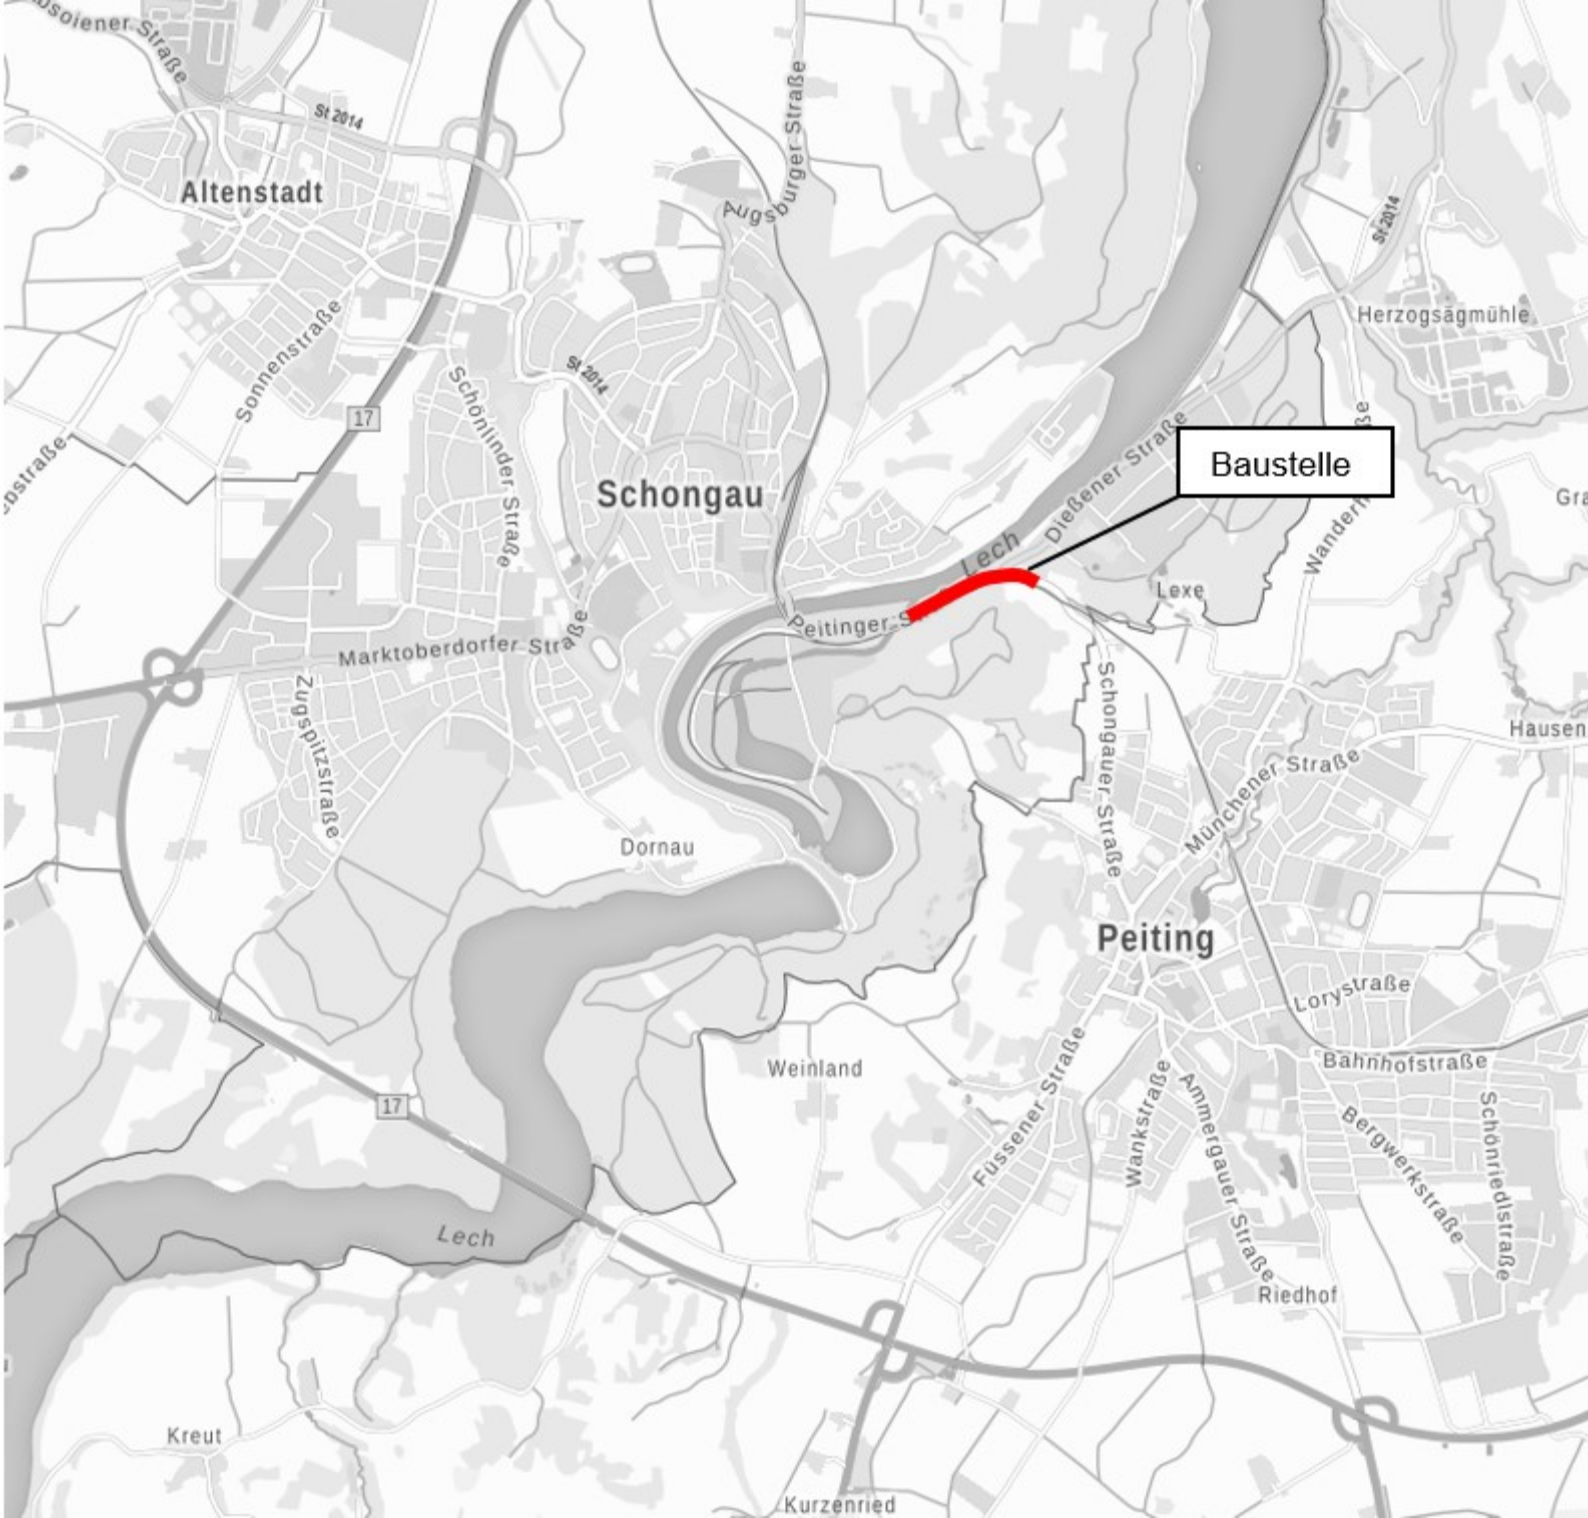 St 2014
Altenstadt
Augsburger Straße
St 2014
Herzogsägmühle
Sonnenstraße
St 2014
Schönlinder Straße
17
Dießener Straße
Baustelle
Schongau
Lech
Lexe
Peitinger S
Marktoberdorfer Straße
Zugspitzstraße
Schongauer Straße
Hausen
Münchener Straße
Dornau
Peiting
Lorystraße
Bahnhofstraße
Weinland
17
Füssener Straße
Wankstraße
Ammergauer Straße
Bergwerkstraße
Schönriedlstraße
Lech
Riedhof
Kreut
Kurzenried